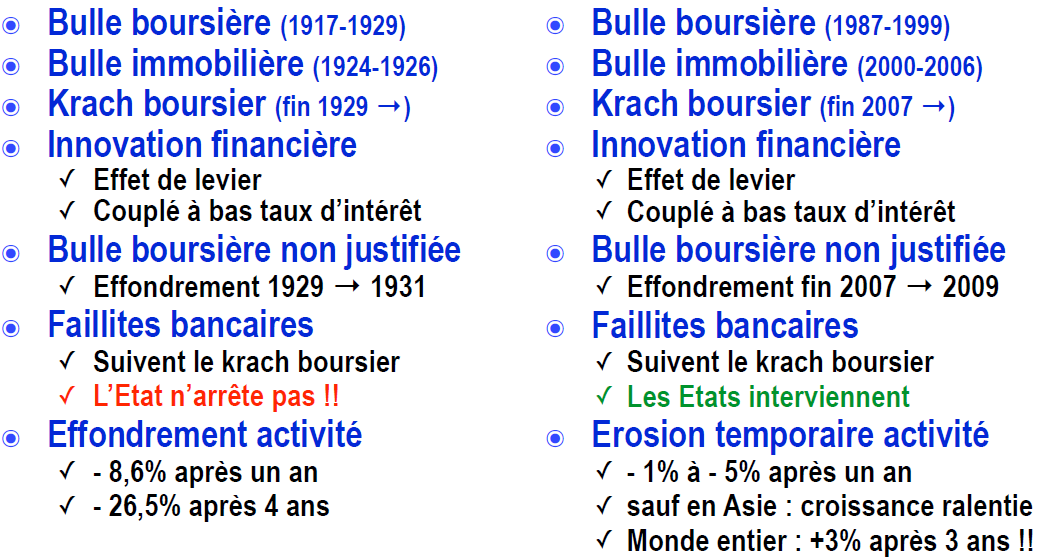 Bulle boursière (1917-1929)
Bulle immobilière (1924-1926)
Krach boursier (fin 1929 → )
Innovation financière
✓ Effet de levier
✓ Couplé à bas taux d’intérêt
Bulle boursière non justifiée
✓ Effondrement 1929 → 1931
Faillites bancaires
✓ Suivent le krach boursier
✓ L’Etat n’arrête pas !!
Effondrement activité
✓ - 8,6% après un an
✓ - 26,5% après 4 ans
Bulle boursière (1987-1999)
Bulle immobilière (2000-2006)
Krach boursier (fin 2007 → )
Innovation financière
✓ Effet de levier
✓ Couplé à bas taux d’intérêt
Bulle boursière non justifiée
✓ Effondrement fin 2007 → 2009
Faillites bancaires
✓ Suivent le krach boursier
✓ Les Etats interviennent
Erosion temporaire activité
✓ - 1% à - 5% après un an
✓ sauf en Asie : croissance ralentie
✓ Monde entier : +3% après 3 ans !!